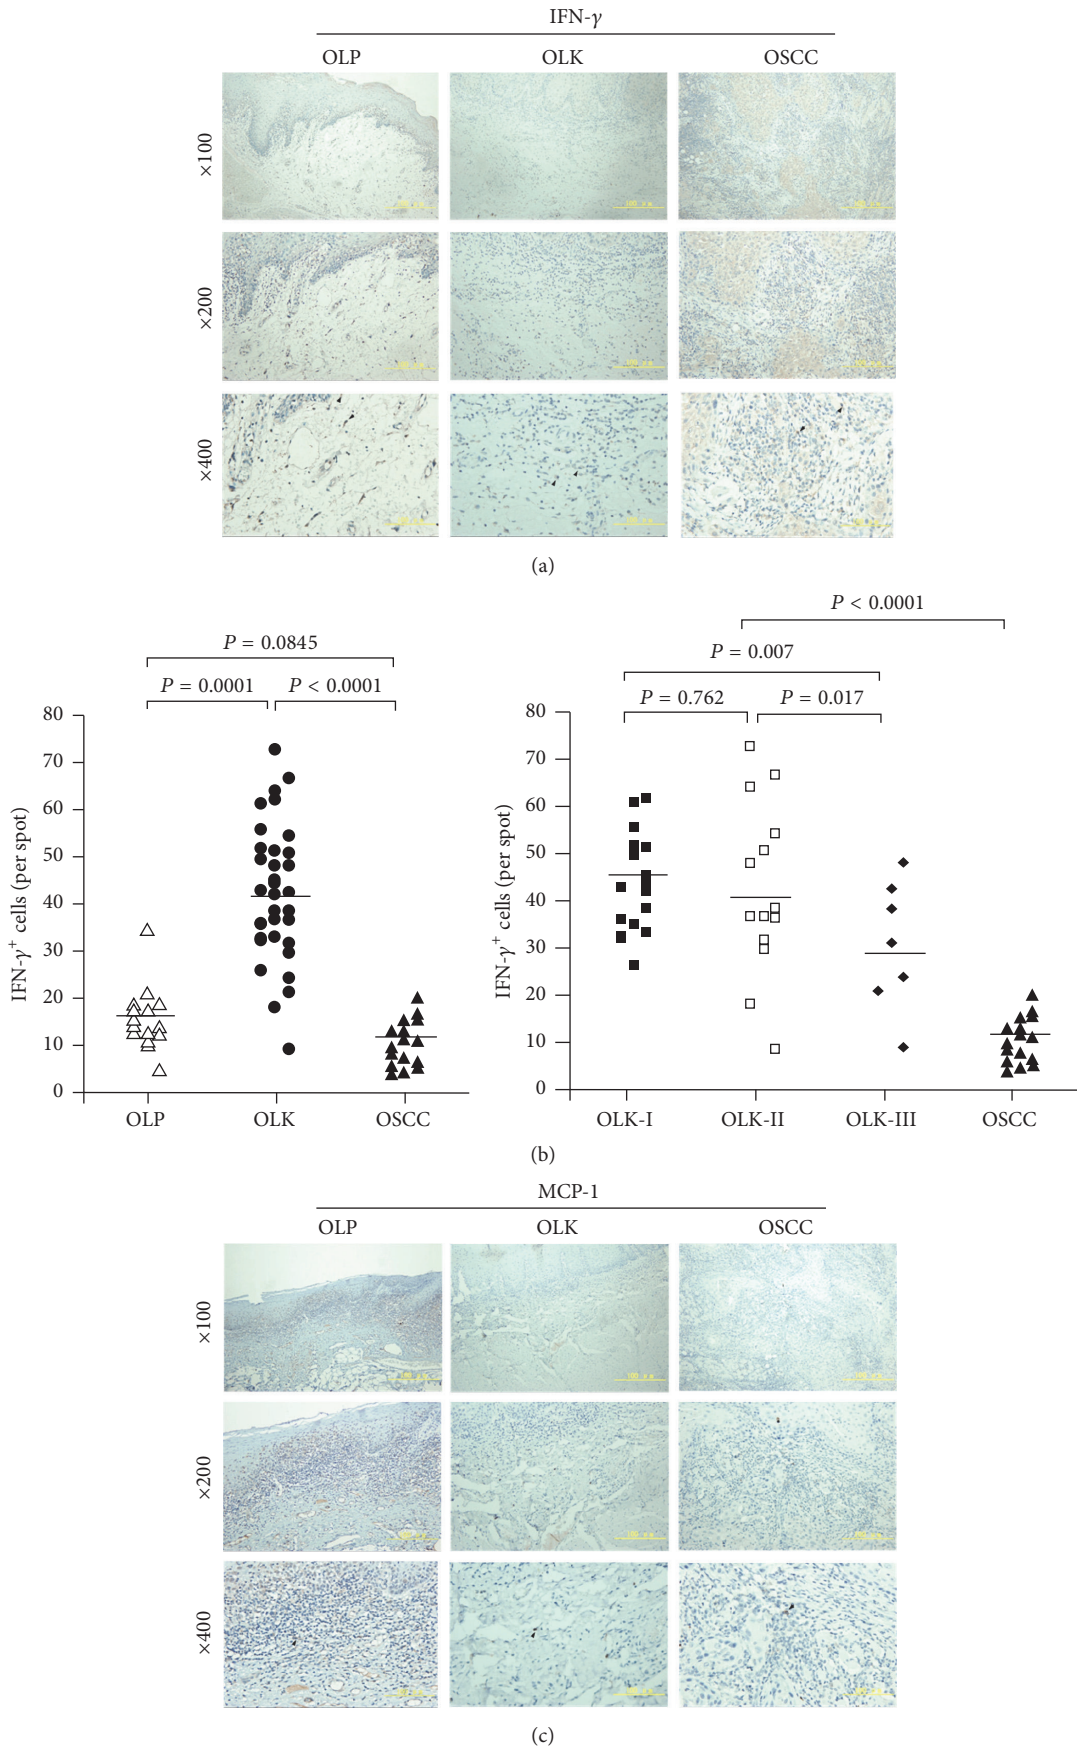 IFN-γ
OLP OLK OSCC
×100
×200
×400
(a)
P < 0.0001
P = 0.0845
P = 0.007
P = 0.0001 P < 0.0001
P = 0.762 P = 0.017
IFN-γ+ cells (per spot)
80
70
60
50
40
30
20
10
0
OLP OLK OSCC
IFN-γ+ cells (per spot)
80
70
60
50
40
30
20
10
0
OLK-I OLK-II OLK-III OSCC
(b)
MCP-1
OLP OLK OSCC
×100
×200
×400
(c)